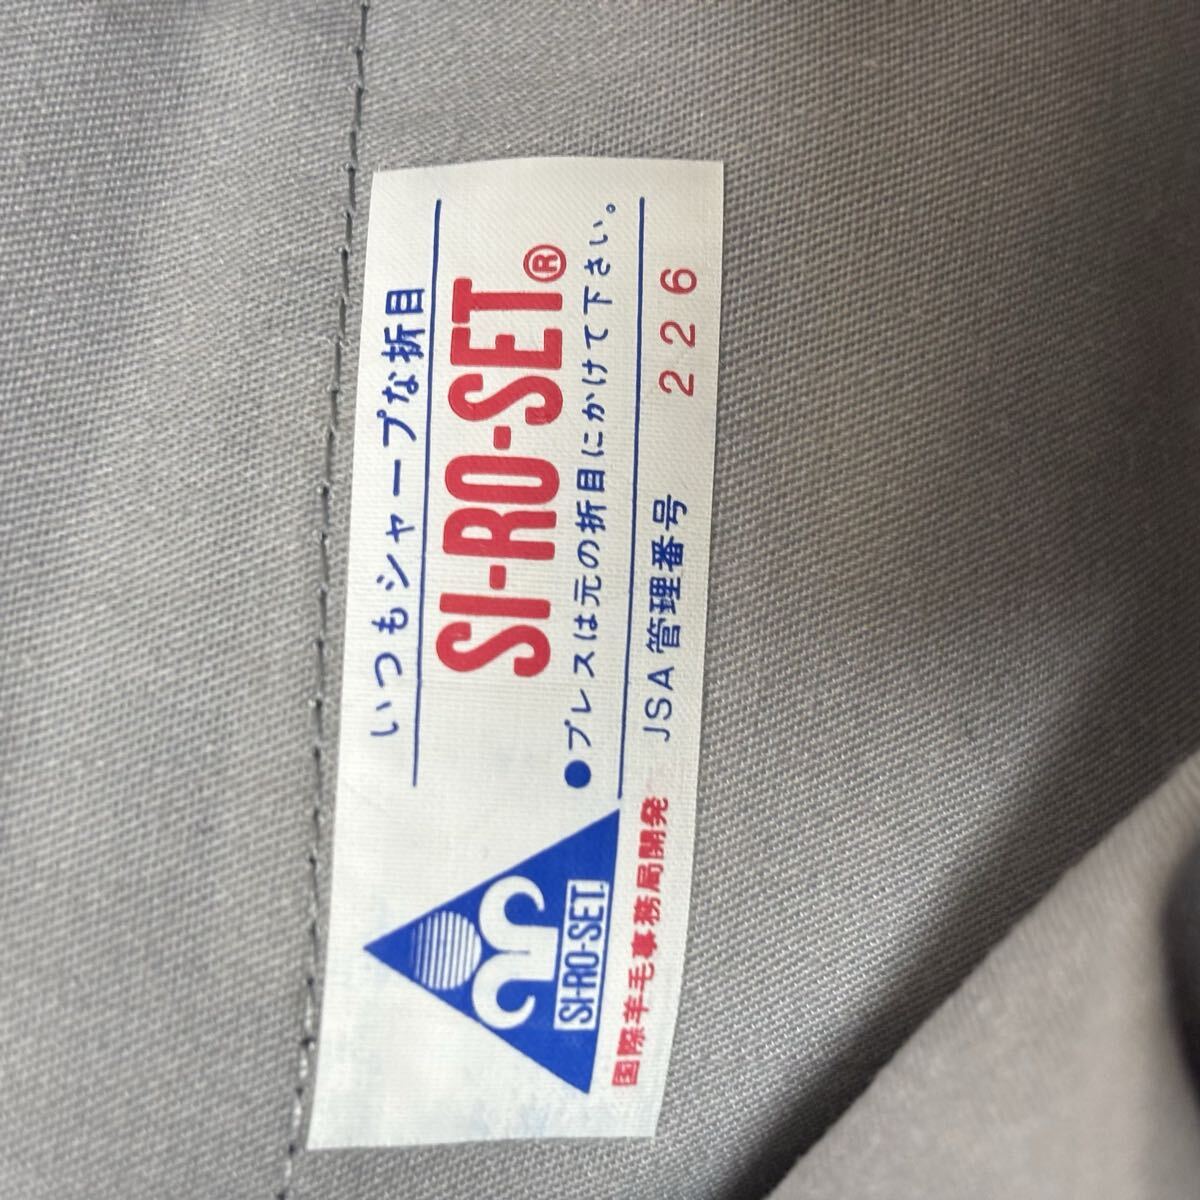 いつもシャープな折目
SI-RO-SET®
●プレスは元の折目にかけて下さい。
JSA 管理番号 226
SI-RO-SET
国際羊毛事務局開発